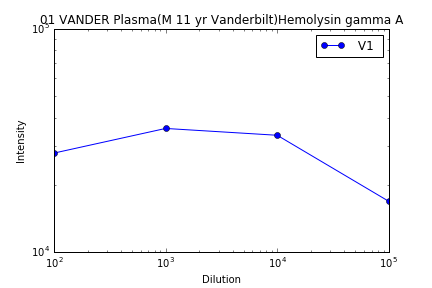 01 VANDER Plasma(M 11 yr Vanderbilt)Hemolysin gamma A
10^5
V1
Intensity
10^4
10^2 10^3 10^4 10^5
Dilution